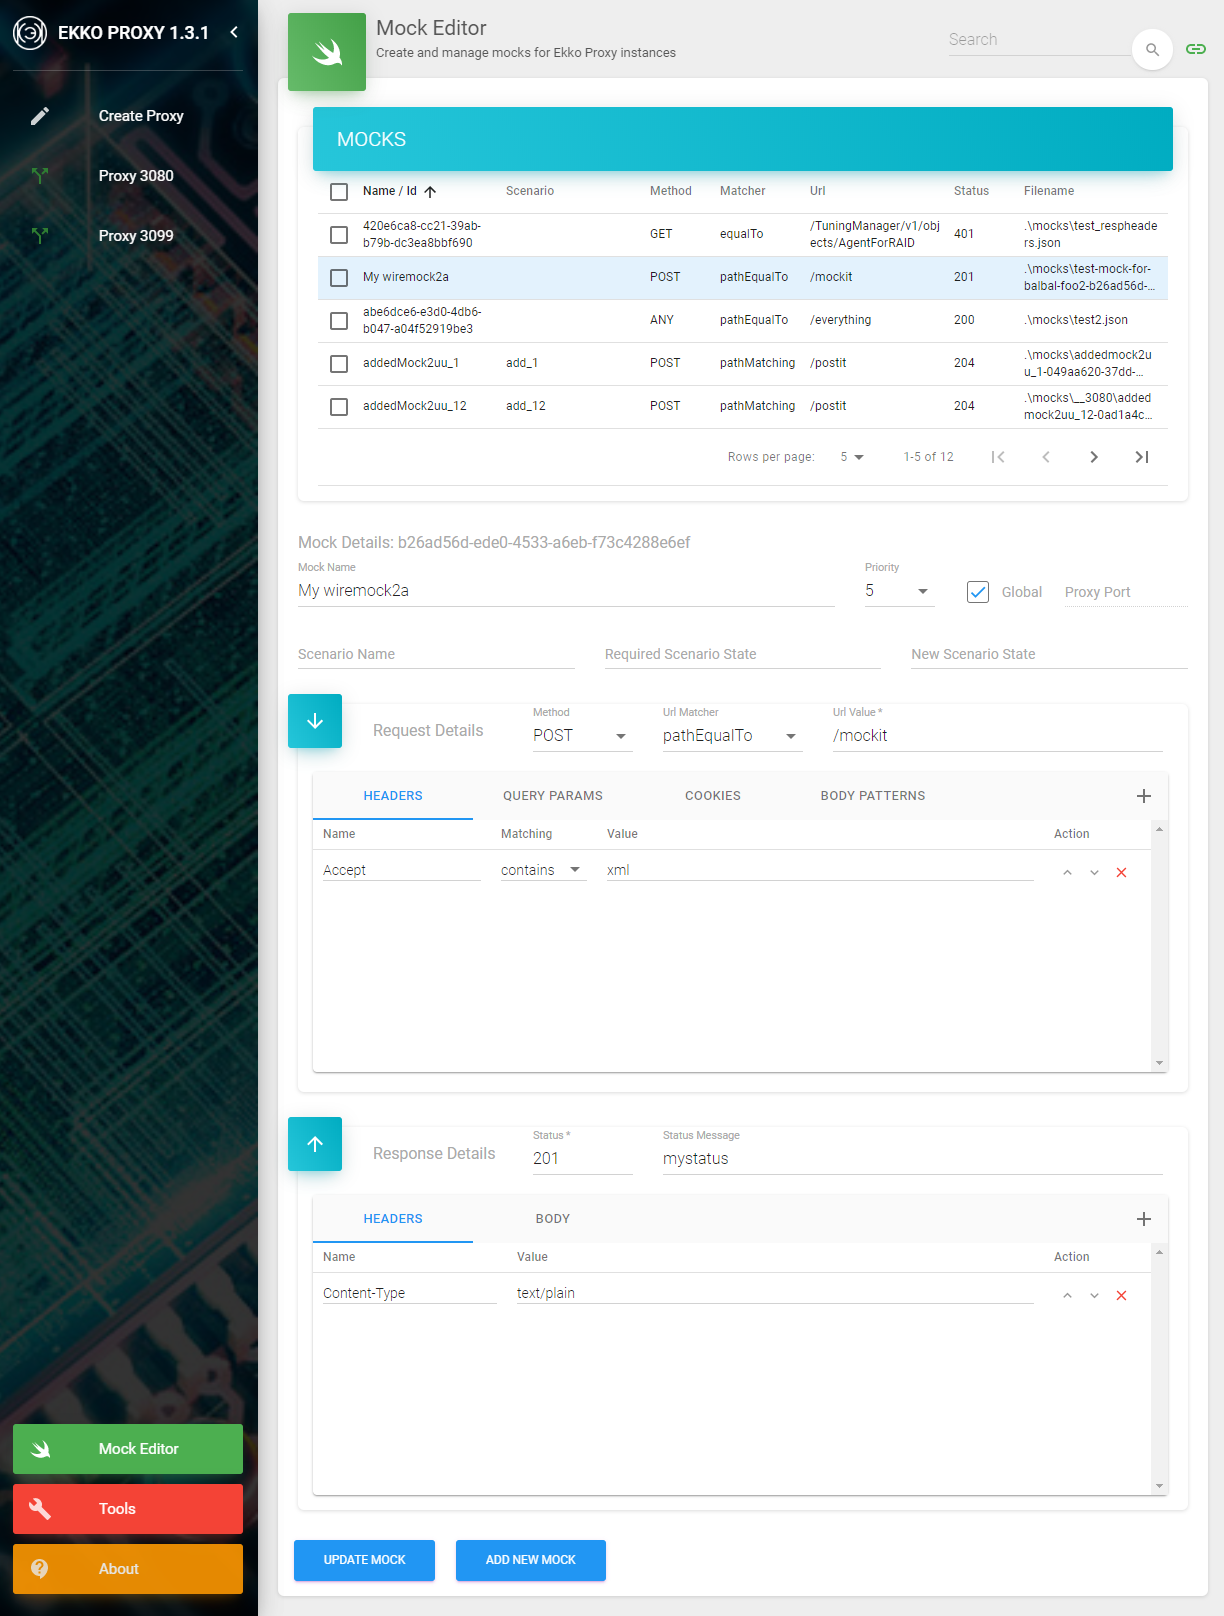 EKKO PROXY 1.3.1
Create Proxy
Proxy 3080
Proxy 3099
Mock Editor
Tools
About
Mock Editor
Create and manage mocks for Ekko Proxy instances
Search
MOCKS
Name / Id Scenario Method Matcher Url Status Filename
420e6ca8-cc21-39ab-
b79b-dc3ea8bbf690
GET equalTo
/TuningManager/v1/obj
ects/AgentForRAID
401
.\mocks\test_respheade
rs.json
My wiremock2a POST pathEqualTo /mockit 201
.\mocks\test-mock-for-
balbal-foo2-b26ad56d-...
abe6dce6-e3d0-4db6-
b047-a04f52919be3
ANY pathEqualTo /everything 200 .\mocks\test2.json
addedMock2uu_1 add_1 POST pathMatching /postit 204
.\mocks\addedmock2u
u_1-049aa620-37dd-...
addedMock2uu_12 add_12 POST pathMatching /postit 204
.\mocks\__3080\added
mock2uu_12-0ad1a4c...
Rows per page: 5 1-5 of 12
Mock Details: b26ad56d-ede0-4533-a6eb-f73c4288e6ef
Mock Name
My wiremock2a
Priority
5
Global
Proxy Port
Scenario Name
Required Scenario State
New Scenario State
Request Details
Method
POST
Url Matcher
pathEqualTo
Url Value *
/mockit
HEADERS QUERY PARAMS COOKIES BODY PATTERNS
Name Matching Value Action
Accept contains xml
Response Details
Status *
201
Status Message
mystatus
HEADERS BODY
Name Value Action
Content-Type text/plain
UPDATE MOCK ADD NEW MOCK